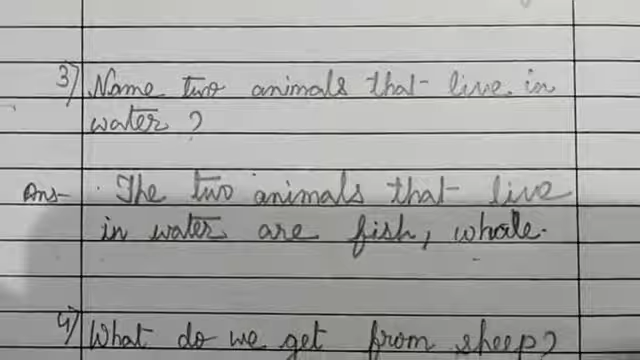 3) Name two animals that live in
water?
Ans- The two animals that live
in water are fish, whale.
4) What do we get from sheep?